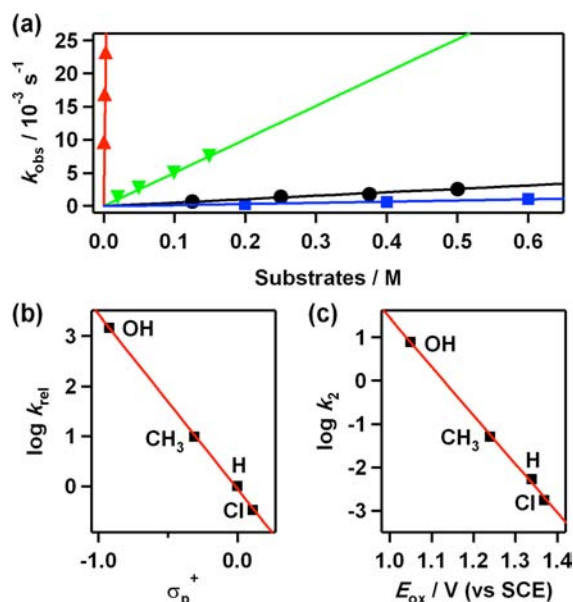 (a)
25
20
15
10
5
0
k_obs / 10⁻³ s⁻¹
0.0 0.1 0.2 0.3 0.4 0.5 0.6
Substrates / M
(b)
3
2
1
0
log k_rel
OH
CH₃
H
Cl
-1.0 0.0
σ_p⁺
(c)
1
0
-1
-2
-3
log k₂
OH
CH₃
H
Cl
1.0 1.1 1.2 1.3 1.4
E_ox / V (vs SCE)